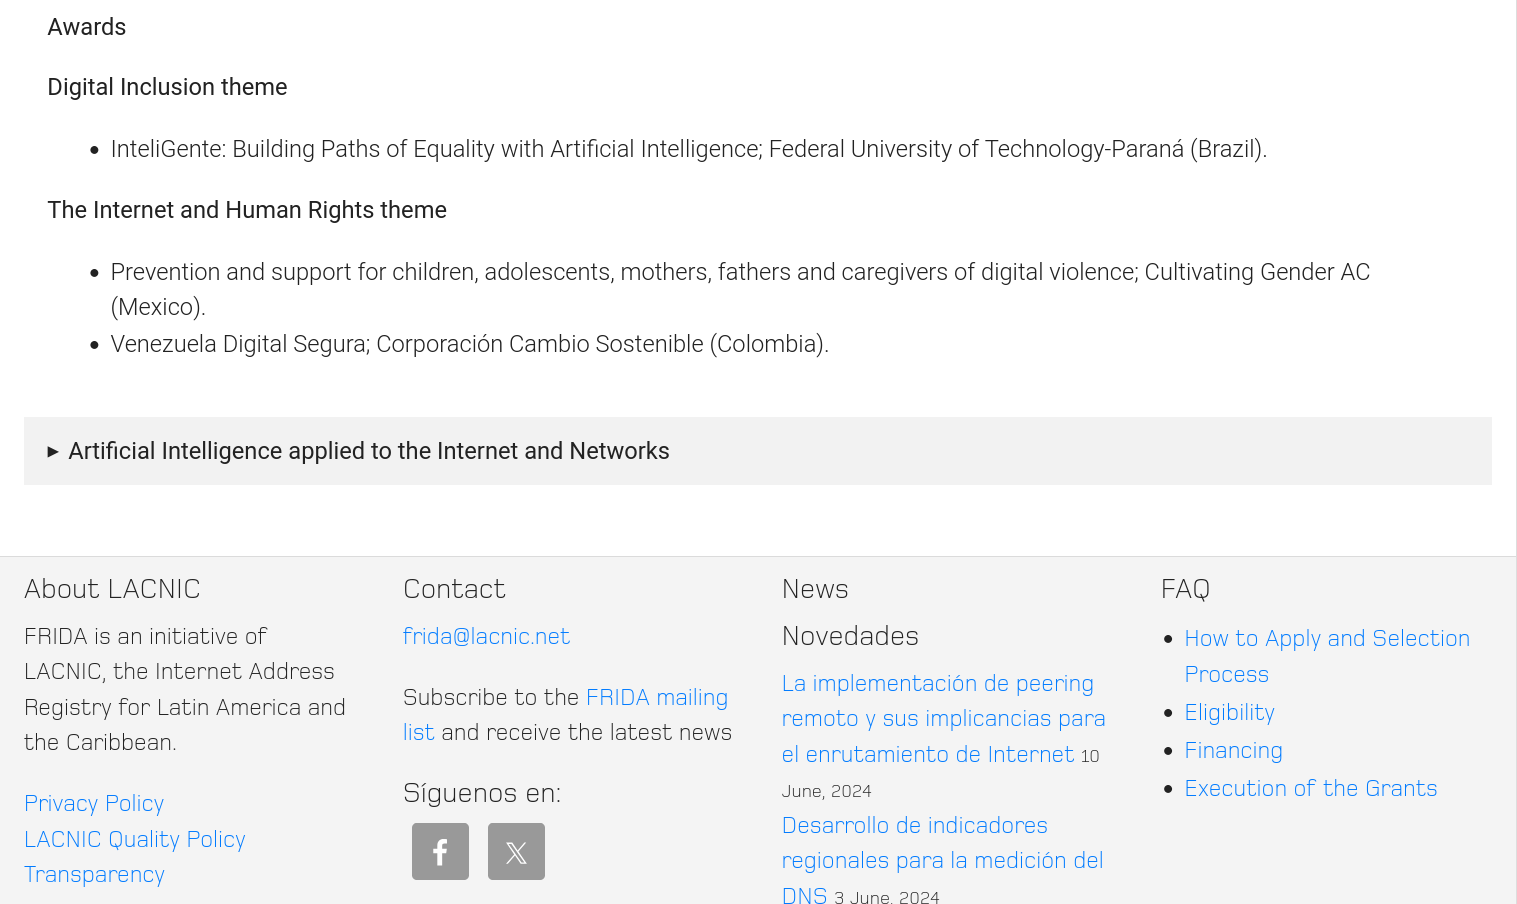 Awards
Digital Inclusion theme
InteliGente: Building Paths of Equality with Artificial Intelligence; Federal University of Technology-Paraná (Brazil).
The Internet and Human Rights theme
Prevention and support for children, adolescents, mothers, fathers and caregivers of digital violence; Cultivating Gender AC
(Mexico).
Venezuela Digital Segura; Corporación Cambio Sostenible (Colombia).
Artificial Intelligence applied to the Internet and Networks
About LACNIC
FRIDA is an initiative of
LACNIC, the Internet Address
Registry for Latin America and
the Caribbean.
Privacy Policy
LACNIC Quality Policy
Transparency
Contact
frida@lacnic.net
Subscribe to the FRIDA mailing
list and receive the latest news
Síguenos en:
News
Novedades
La implementación de peering
remoto y sus implicancias para
el enrutamiento de Internet 10
June, 2024
Desarrollo de indicadores
regionales para la medición del
DNS 3 June, 2024
FAQ
How to Apply and Selection
Process
Eligibility
Financing
Execution of the Grants